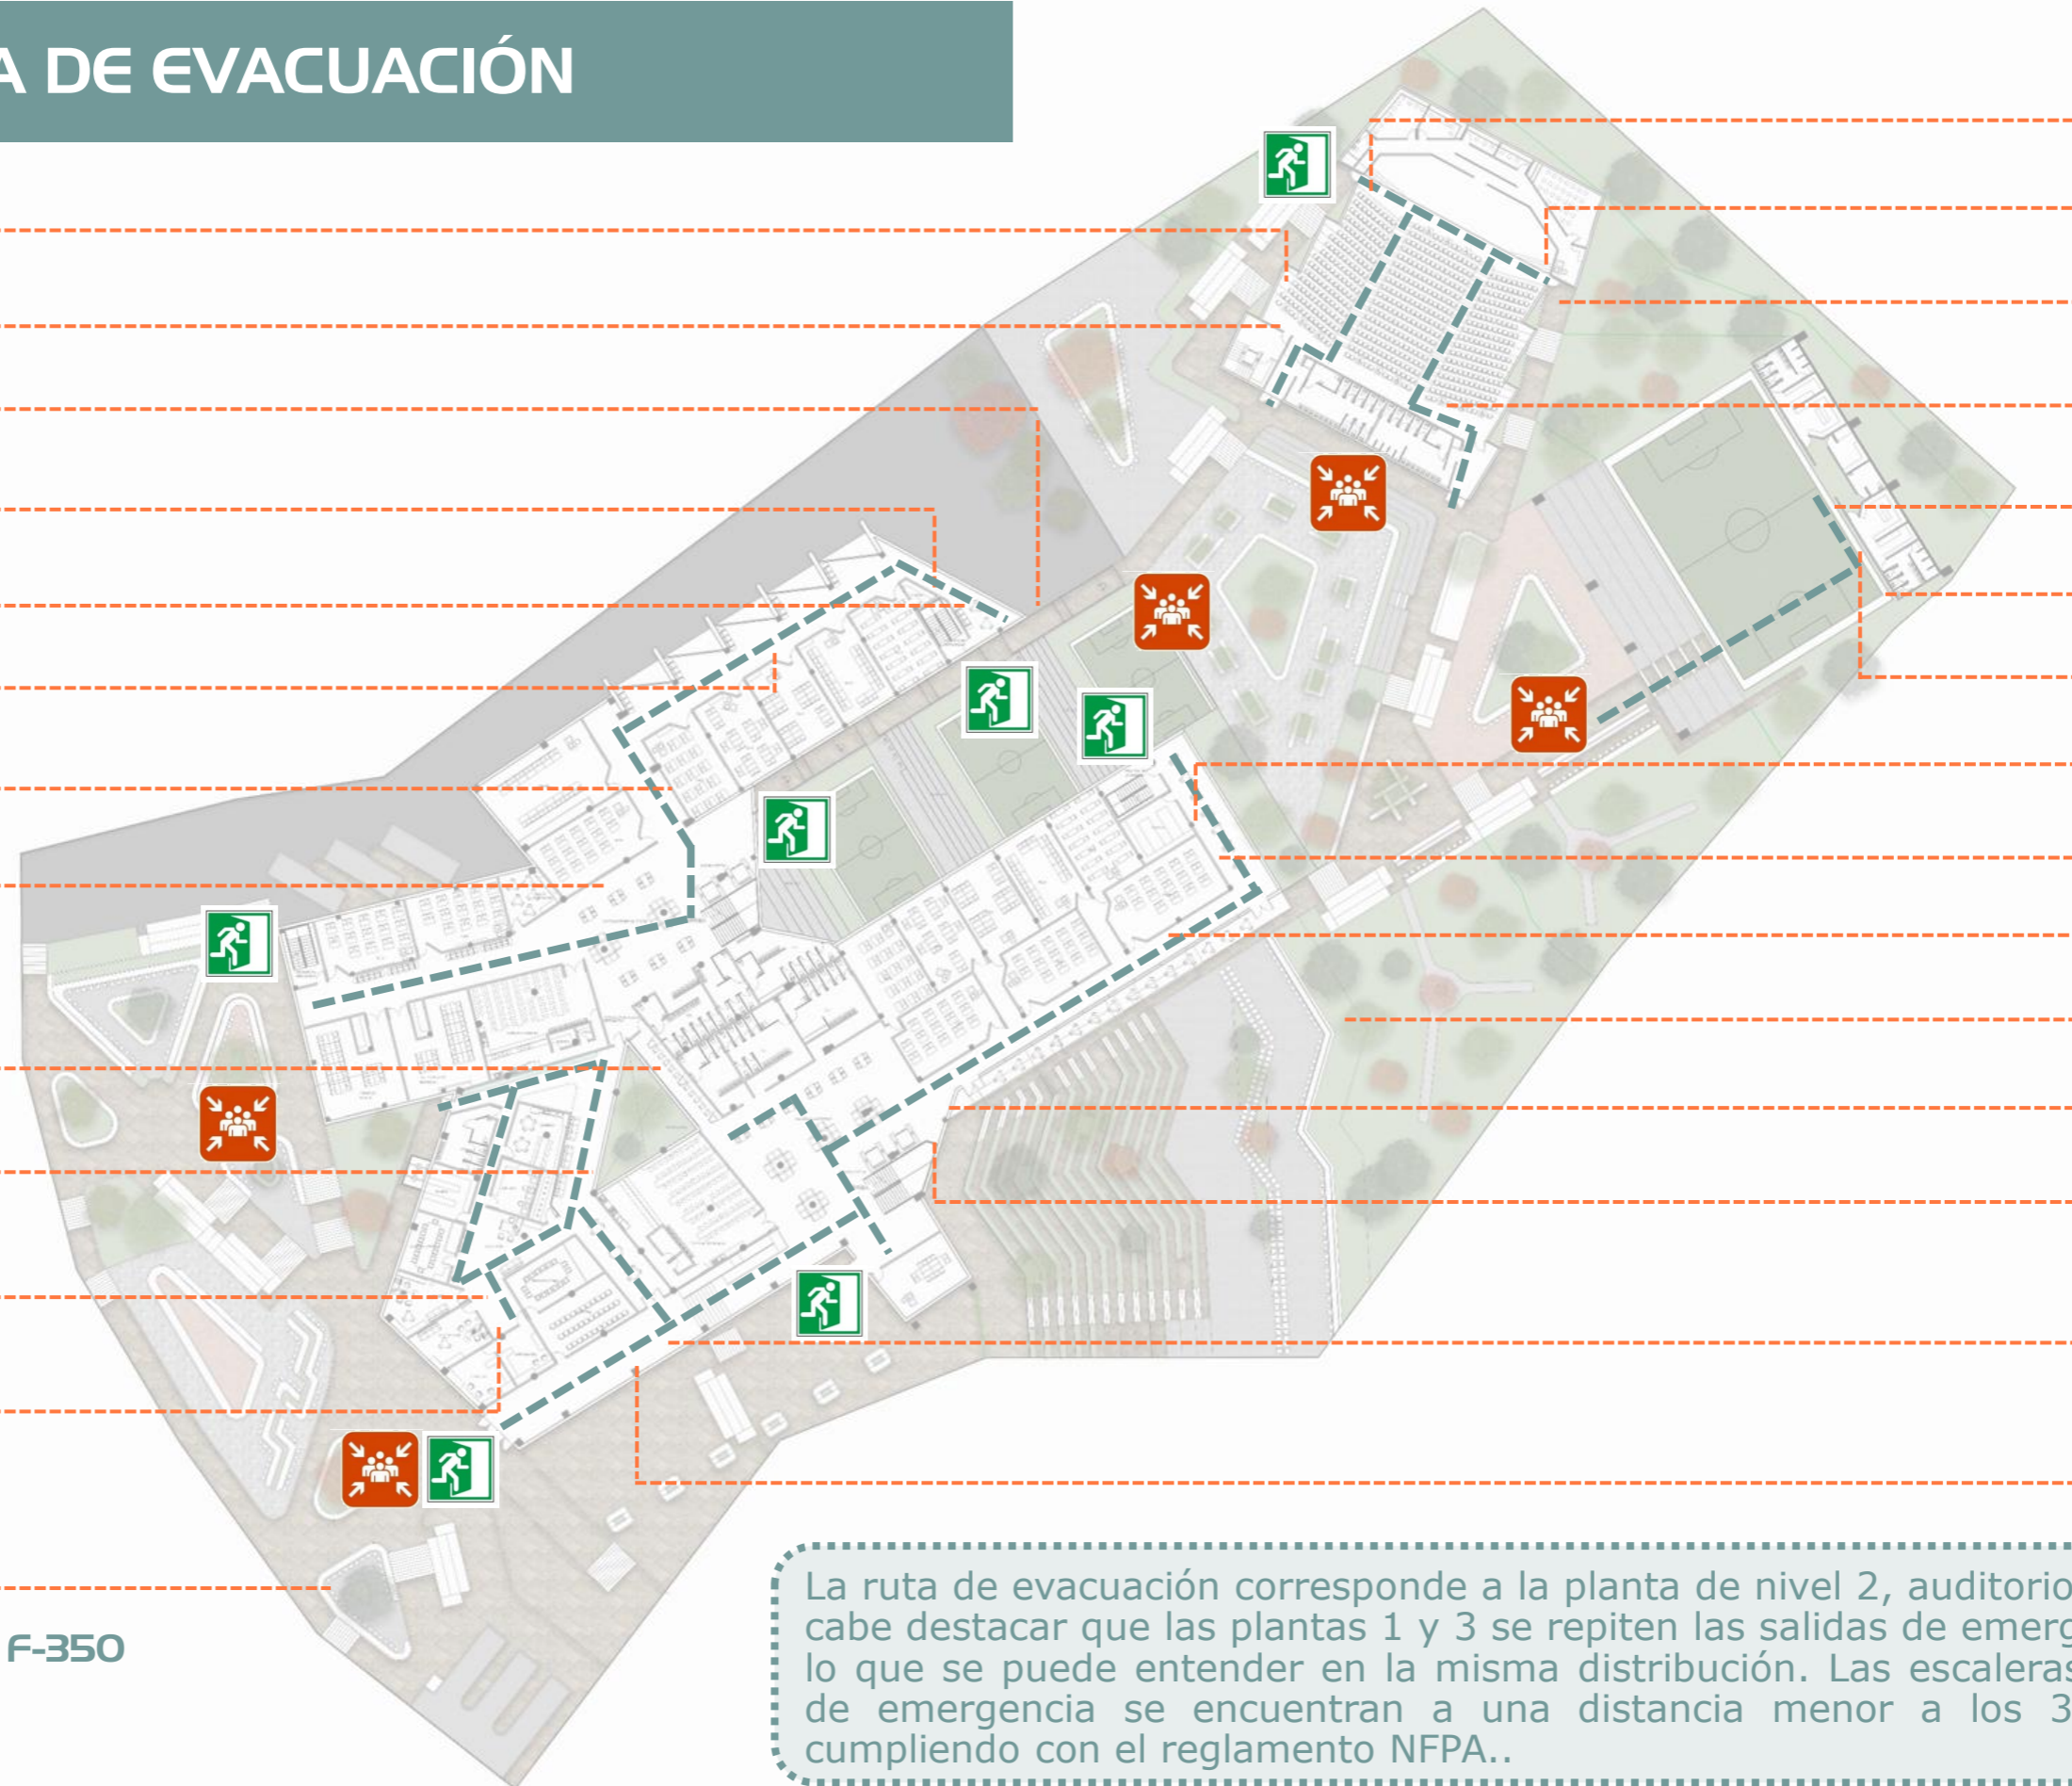 A DE EVACUACIÓN
F-350
La ruta de evacuación corresponde a la planta de nivel 2, auditorio
cabe destacar que las plantas 1 y 3 se repiten las salidas de emerg
lo que se puede entender en la misma distribución. Las escaleras
de emergencia se encuentran a una distancia menor a los 3
cumpliendo con el reglamento NFPA..